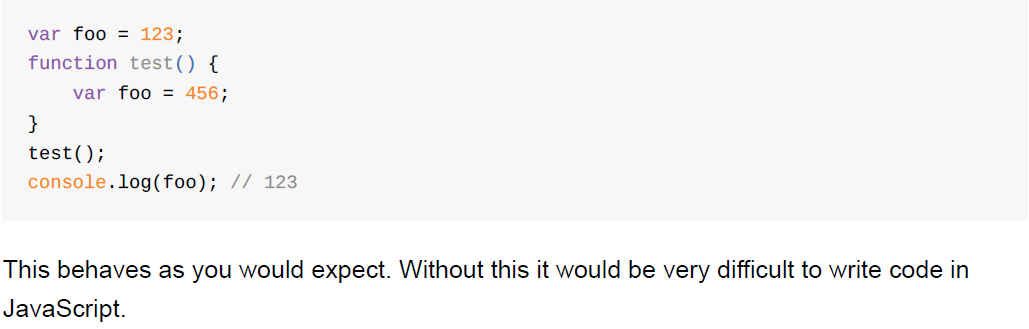 var foo = 123;
function test() {
    var foo = 456;
}
test();
console.log(foo); // 123
This behaves as you would expect. Without this it would be very difficult to write code in
JavaScript.